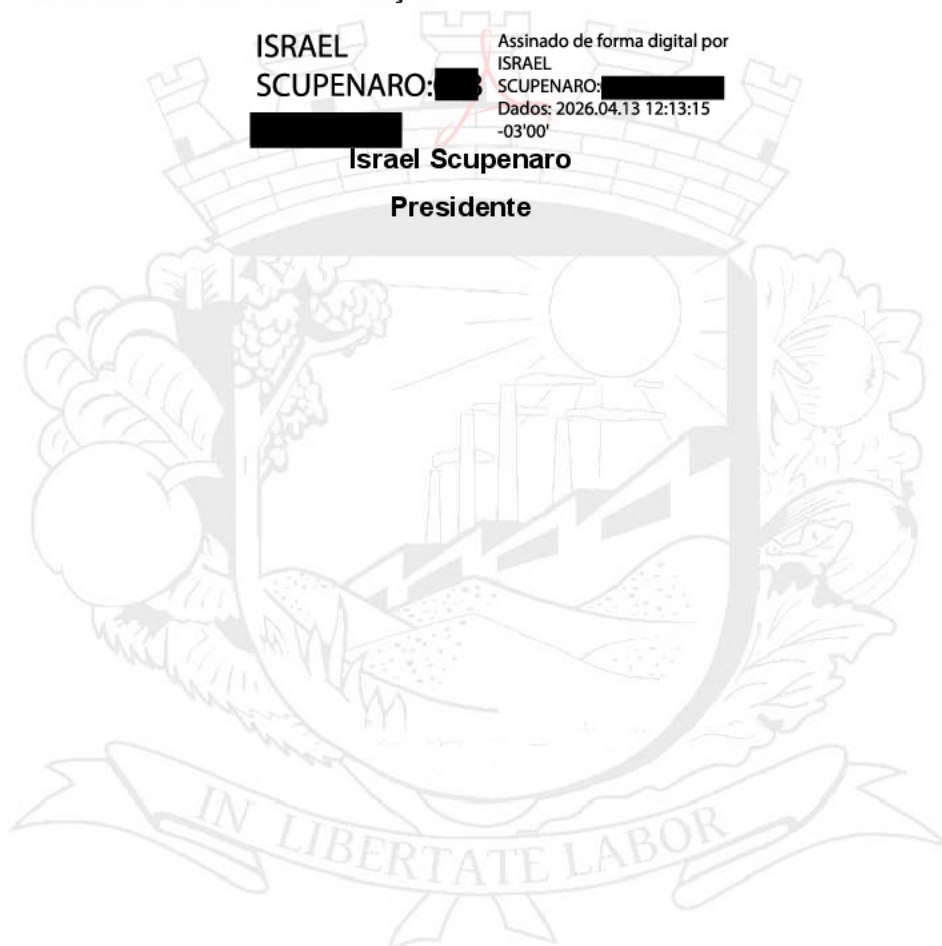 ISRAEL
SCUPENARO:
Assinado de forma digital por
ISRAEL
SCUPENARO:
Dados: 2026.04.13 12:13:15
-03'00'
Israel Scupenaro
Presidente
IN LIBERTATE LABOR